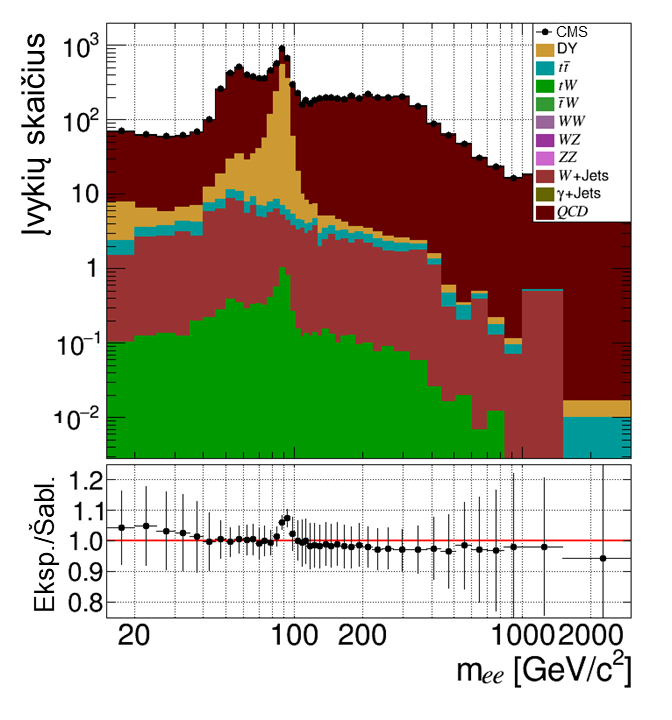 Įvykių skaičius
10³
10²
10
1
10⁻¹
10⁻²
CMS
DY
tt̄
tW
t̄W
WW
WZ
ZZ
W+Jets
γ+Jets
QCD
Eksp./Šabl.
1.2
1.1
1.0
0.9
0.8
20 100 200 1000 2000
mₑₑ [GeV/c²]